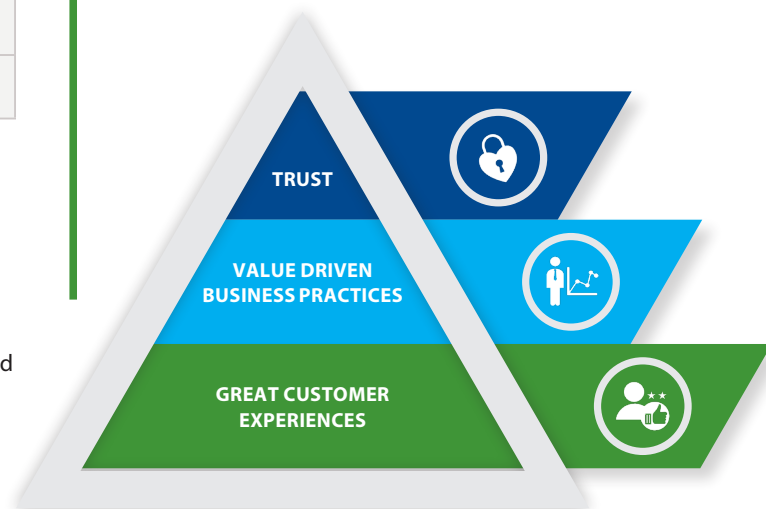 TRUST
VALUE DRIVEN
BUSINESS PRACTICES
d
GREAT CUSTOMER
EXPERIENCES